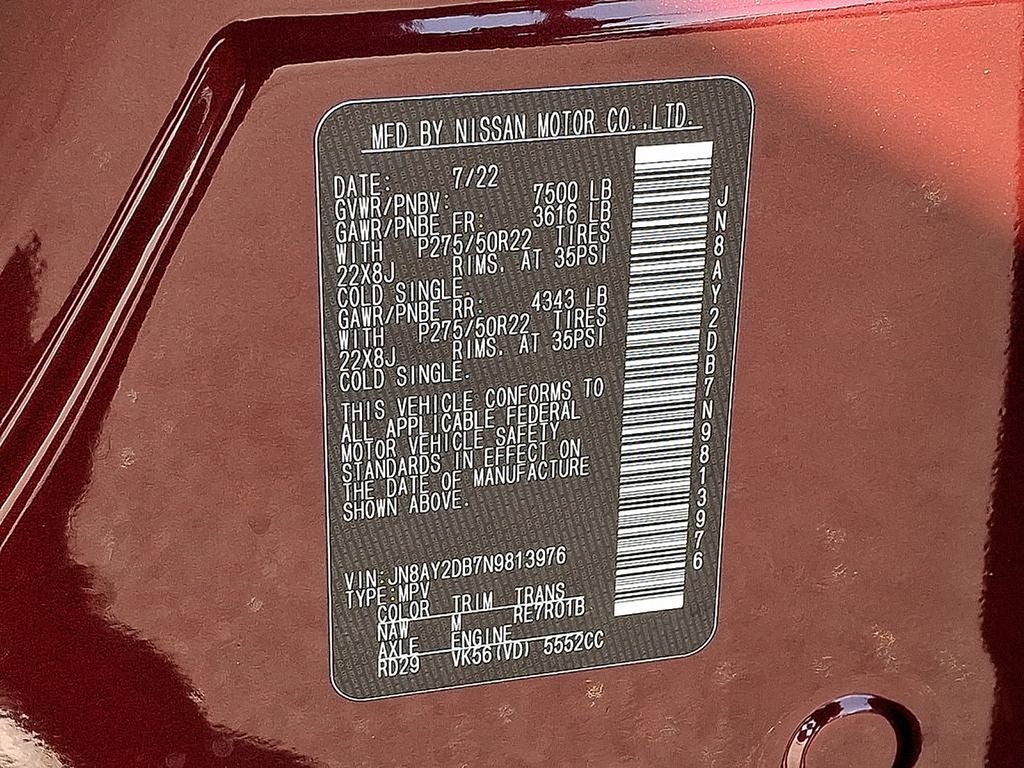 MFD BY NISSAN MOTOR CO.,LTD.
DATE: 7/22
GVWR/PNBV: 7500 LB
GAWR/PNBE FR: 3616 LB
WITH P275/50R22 TIRES
22X8J RIMS. AT 35PSI
COLD SINGLE.
GAWR/PNBE RR: 4343 LB
WITH P275/50R22 TIRES
22X8J RIMS. AT 35PSI
COLD SINGLE.
THIS VEHICLE CONFORMS TO
ALL APPLICABLE FEDERAL
MOTOR VEHICLE SAFETY
STANDARDS IN EFFECT ON
THE DATE OF MANUFACTURE
SHOWN ABOVE.
VIN:JN8AY2DB7N9813976
TYPE:MPV
COLOR TRIM TRANS
NAW M RE7R01B
AXLE ENGINE
RD29 VK56(VD) 5552CC
JN8AY2DB7N9813976